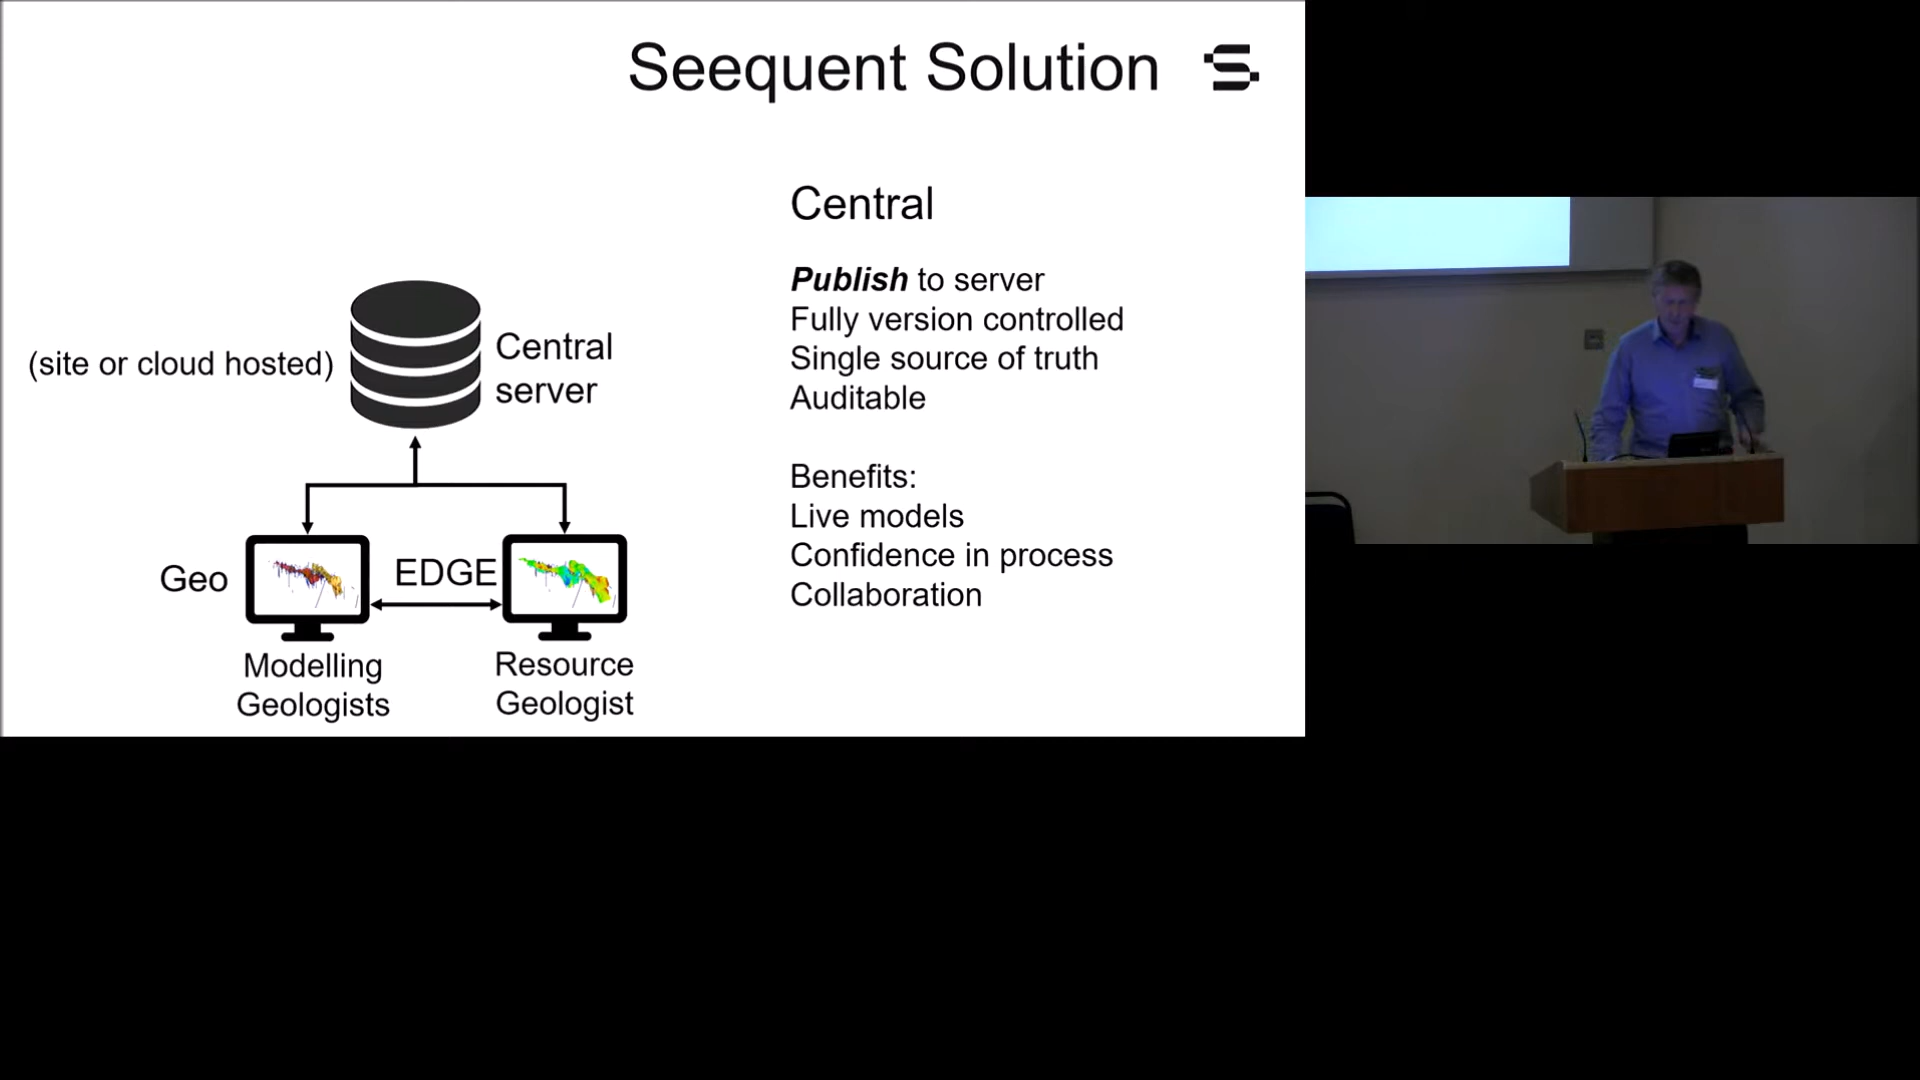 Seequent Solution
Central
Publish to server
Fully version controlled
Single source of truth
Auditable
Benefits:
Live models
Confidence in process
Collaboration
(site or cloud hosted)
Central
server
Geo
EDGE
Modelling
Geologists
Resource
Geologist